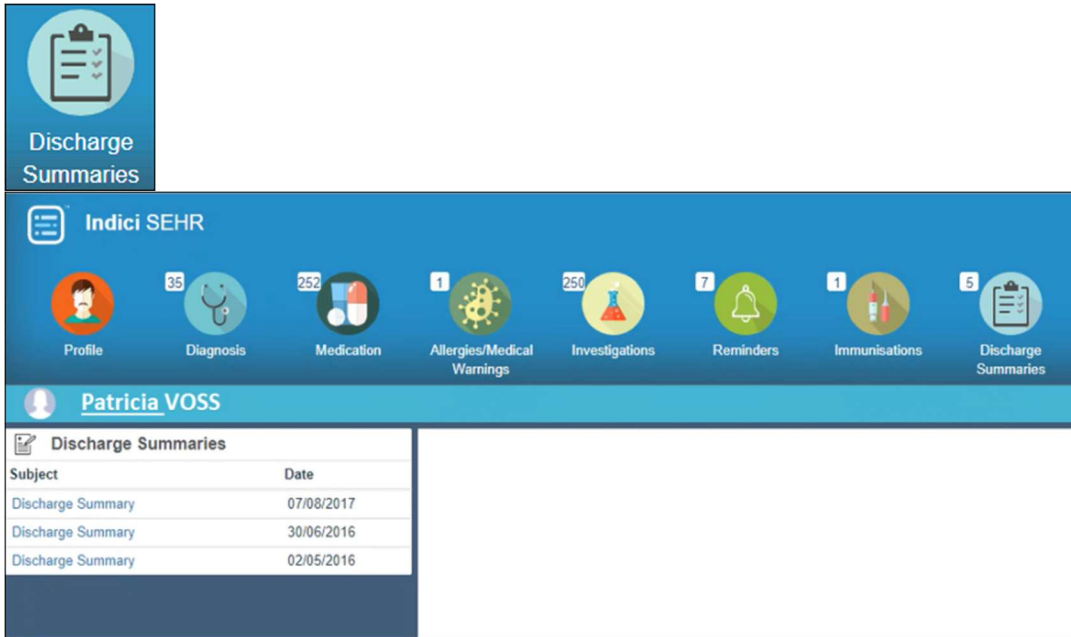 Discharge
Summaries
Indici SEHR
35
252
1
250
7
1
5
Profile
Diagnosis
Medication
Allergies/Medical
Warnings
Investigations
Reminders
Immunisations
Discharge
Summaries
Patricia VOSS
Discharge Summaries
Subject Date
Discharge Summary 07/08/2017
Discharge Summary 30/06/2016
Discharge Summary 02/05/2016